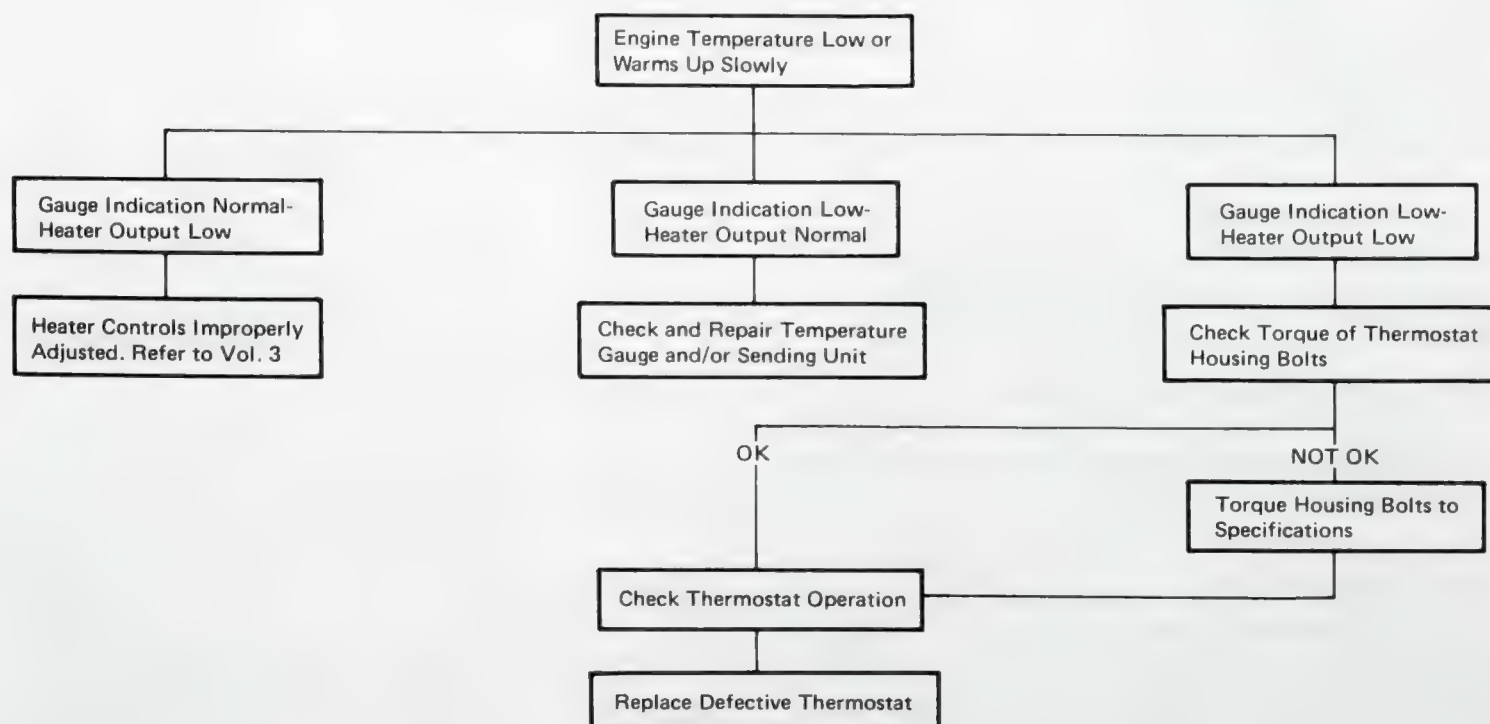 Engine Temperature Low or
Warms Up Slowly
Gauge Indication Normal-
Heater Output Low
Gauge Indication Low-
Heater Output Normal
Gauge Indication Low-
Heater Output Low
Heater Controls Improperly
Adjusted. Refer to Vol. 3
Check and Repair Temperature
Gauge and/or Sending Unit
Check Torque of Thermostat
Housing Bolts
OK
NOT OK
Torque Housing Bolts to
Specifications
Check Thermostat Operation
Replace Defective Thermostat